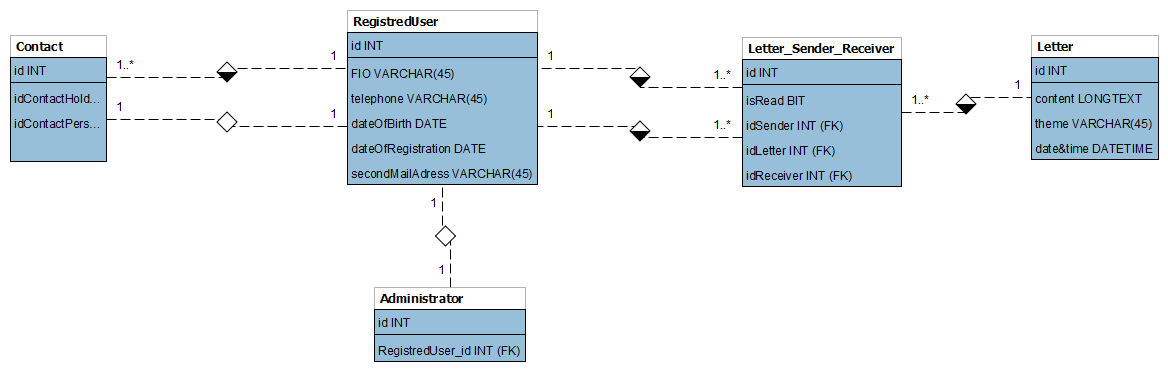 Contact
id INT
idContactHold...
idContactPers...
1..*
1
1
1
RegistredUser
id INT
FIO VARCHAR(45)
telephone VARCHAR(45)
dateOfBirth DATE
dateOfRegistration DATE
secondMailAdress VARCHAR(45)
1
1
1..*
1..*
Letter_Sender_Receiver
id INT
isRead BIT
idSender INT (FK)
idLetter INT (FK)
idReceiver INT (FK)
1..*
1
Letter
id INT
content LONGTEXT
theme VARCHAR(45)
date&time DATETIME
1
1
Administrator
id INT
RegistredUser_id INT (FK)